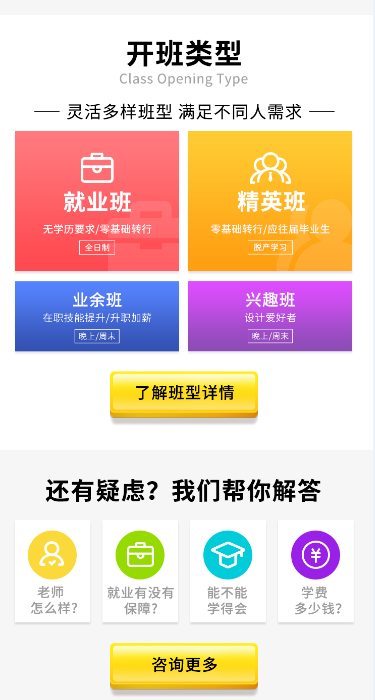 开班类型
Class Opening Type
灵活多样班型 满足不同人需求
就业班
无学历要求/零基础转行
全日制
精英班
零基础转行/应往届毕业生
脱产学习
业余班
在职技能提升/升职加薪
晚上/周末
兴趣班
设计爱好者
晚上/周末
了解班型详情
还有疑虑？我们帮你解答
老师
怎么样?
就业有没有
保障?
能不能
学得会
¥
学费
多少钱?
咨询更多